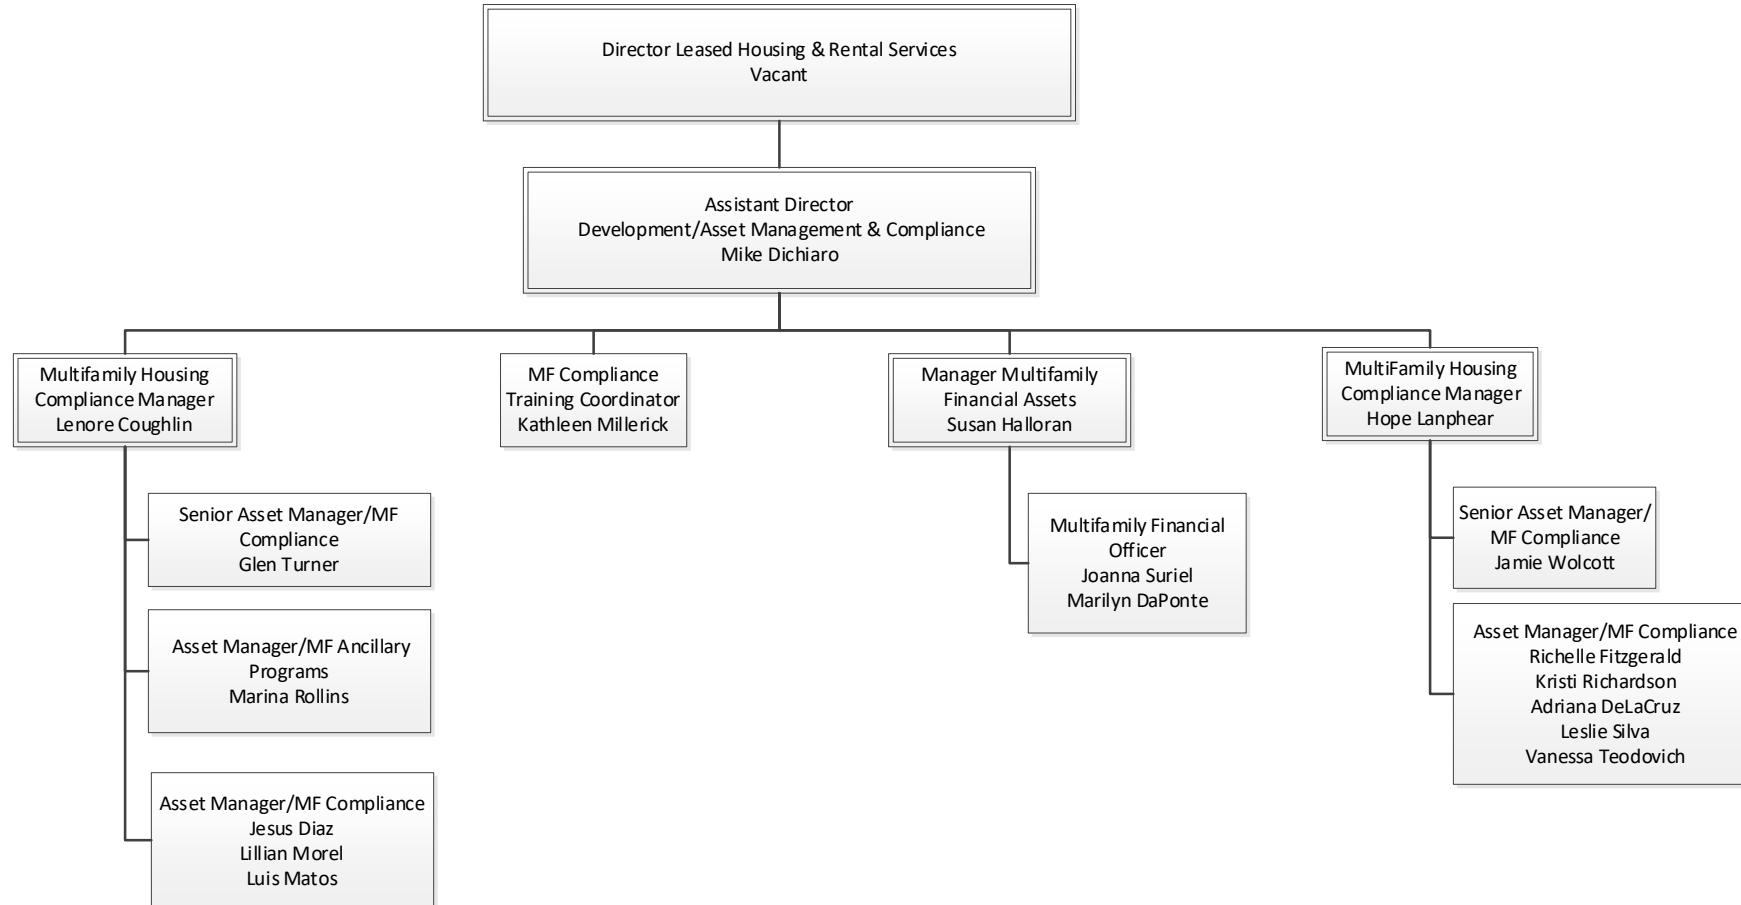 Director Leased Housing & Rental Services
Vacant
Assistant Director
Development/Asset Management & Compliance
Mike Dichiaro
Multifamily Housing
Compliance Manager
Lenore Coughlin
MF Compliance
Training Coordinator
Kathleen Millerick
Manager Multifamily
Financial Assets
Susan Halloran
MultiFamily Housing
Compliance Manager
Hope Lanphear
Senior Asset Manager/MF
Compliance
Glen Turner
Asset Manager/MF Ancillary
Programs
Marina Rollins
Asset Manager/MF Compliance
Jesus Diaz
Lillian Morel
Luis Matos
Multifamily Financial
Officer
Joanna Suriel
Marilyn DaPonte
Senior Asset Manager/
MF Compliance
Jamie Wolcott
Asset Manager/MF Compliance
Richelle Fitzgerald
Kristi Richardson
Adriana DeLaCruz
Leslie Silva
Vanessa Teodovich